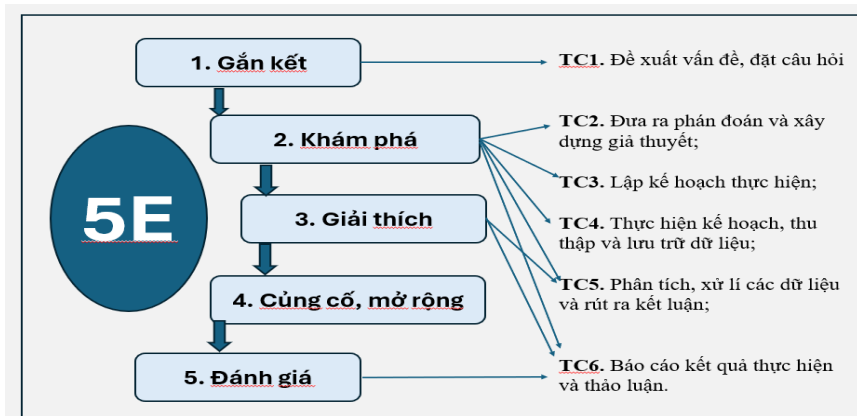 1. Gắn kết
TC1. Đề xuất vấn đề, đặt câu hỏi
2. Khám phá
TC2. Đưa ra phán đoán và xây
dựng giả thuyết;
TC3. Lập kế hoạch thực hiện;
5E
3. Giải thích
TC4. Thực hiện kế hoạch, thu
thập và lưu trữ dữ liệu;
4. Củng cố, mở rộng
TC5. Phân tích, xử lí các dữ liệu
và rút ra kết luận;
5. Đánh giá
TC6. Báo cáo kết quả thực hiện
và thảo luận.